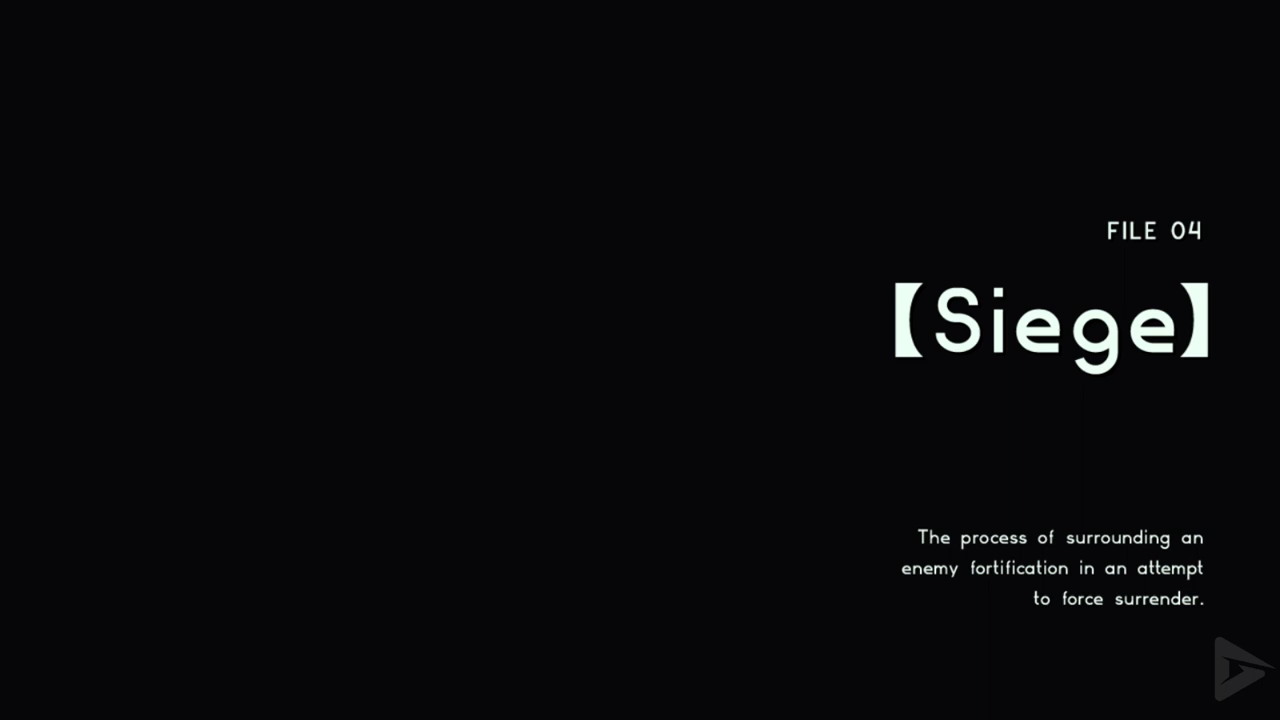 FILE 04
【Siege】
The process of surrounding an
enemy fortification in an attempt
to force surrender.